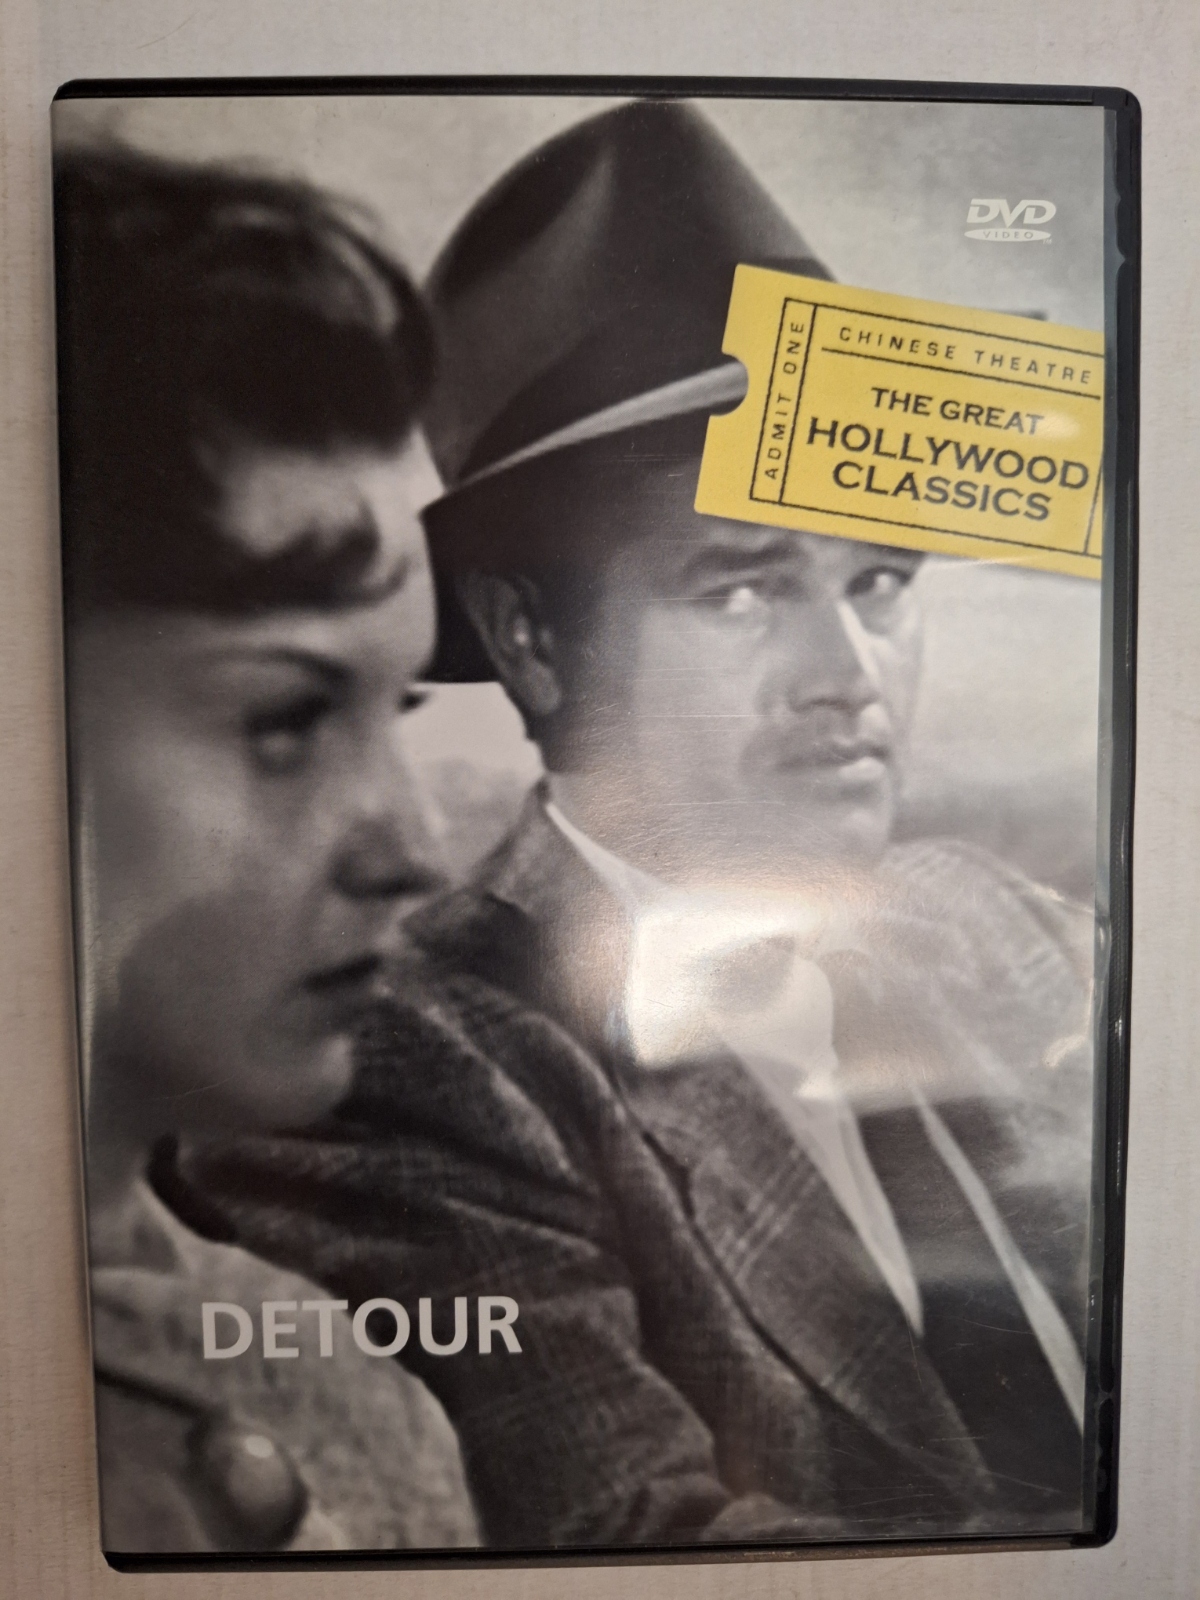 DVD
VIDEO
ADMIT ONE
CHINESE THEATRE
THE GREAT
HOLLYWOOD
CLASSICS
DETOUR